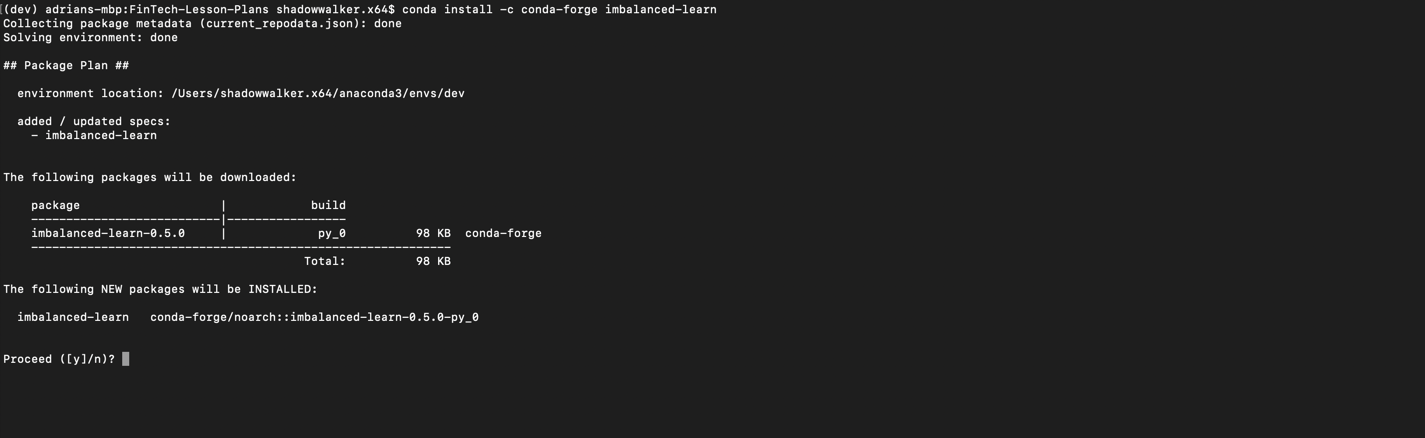 (dev) adrians-mbp:FinTech-Lesson-Plans shadowwalker.x64$ conda install -c conda-forge imbalanced-learn
Collecting package metadata (current_repodata.json): done
Solving environment: done
## Package Plan ##
environment location: /Users/shadowwalker.x64/anaconda3/envs/dev
added / updated specs:
- imbalanced-learn
The following packages will be downloaded:
package | build
---------------------------|-----------------
imbalanced-learn-0.5.0 | py_0 98 KB conda-forge
------------------------------------------------------------
Total: 98 KB
The following NEW packages will be INSTALLED:
imbalanced-learn conda-forge/noarch::imbalanced-learn-0.5.0-py_0
Proceed ([y]/n)?